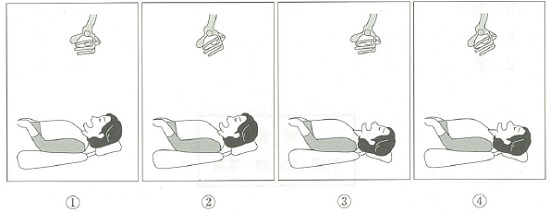 ① ② ③ ④